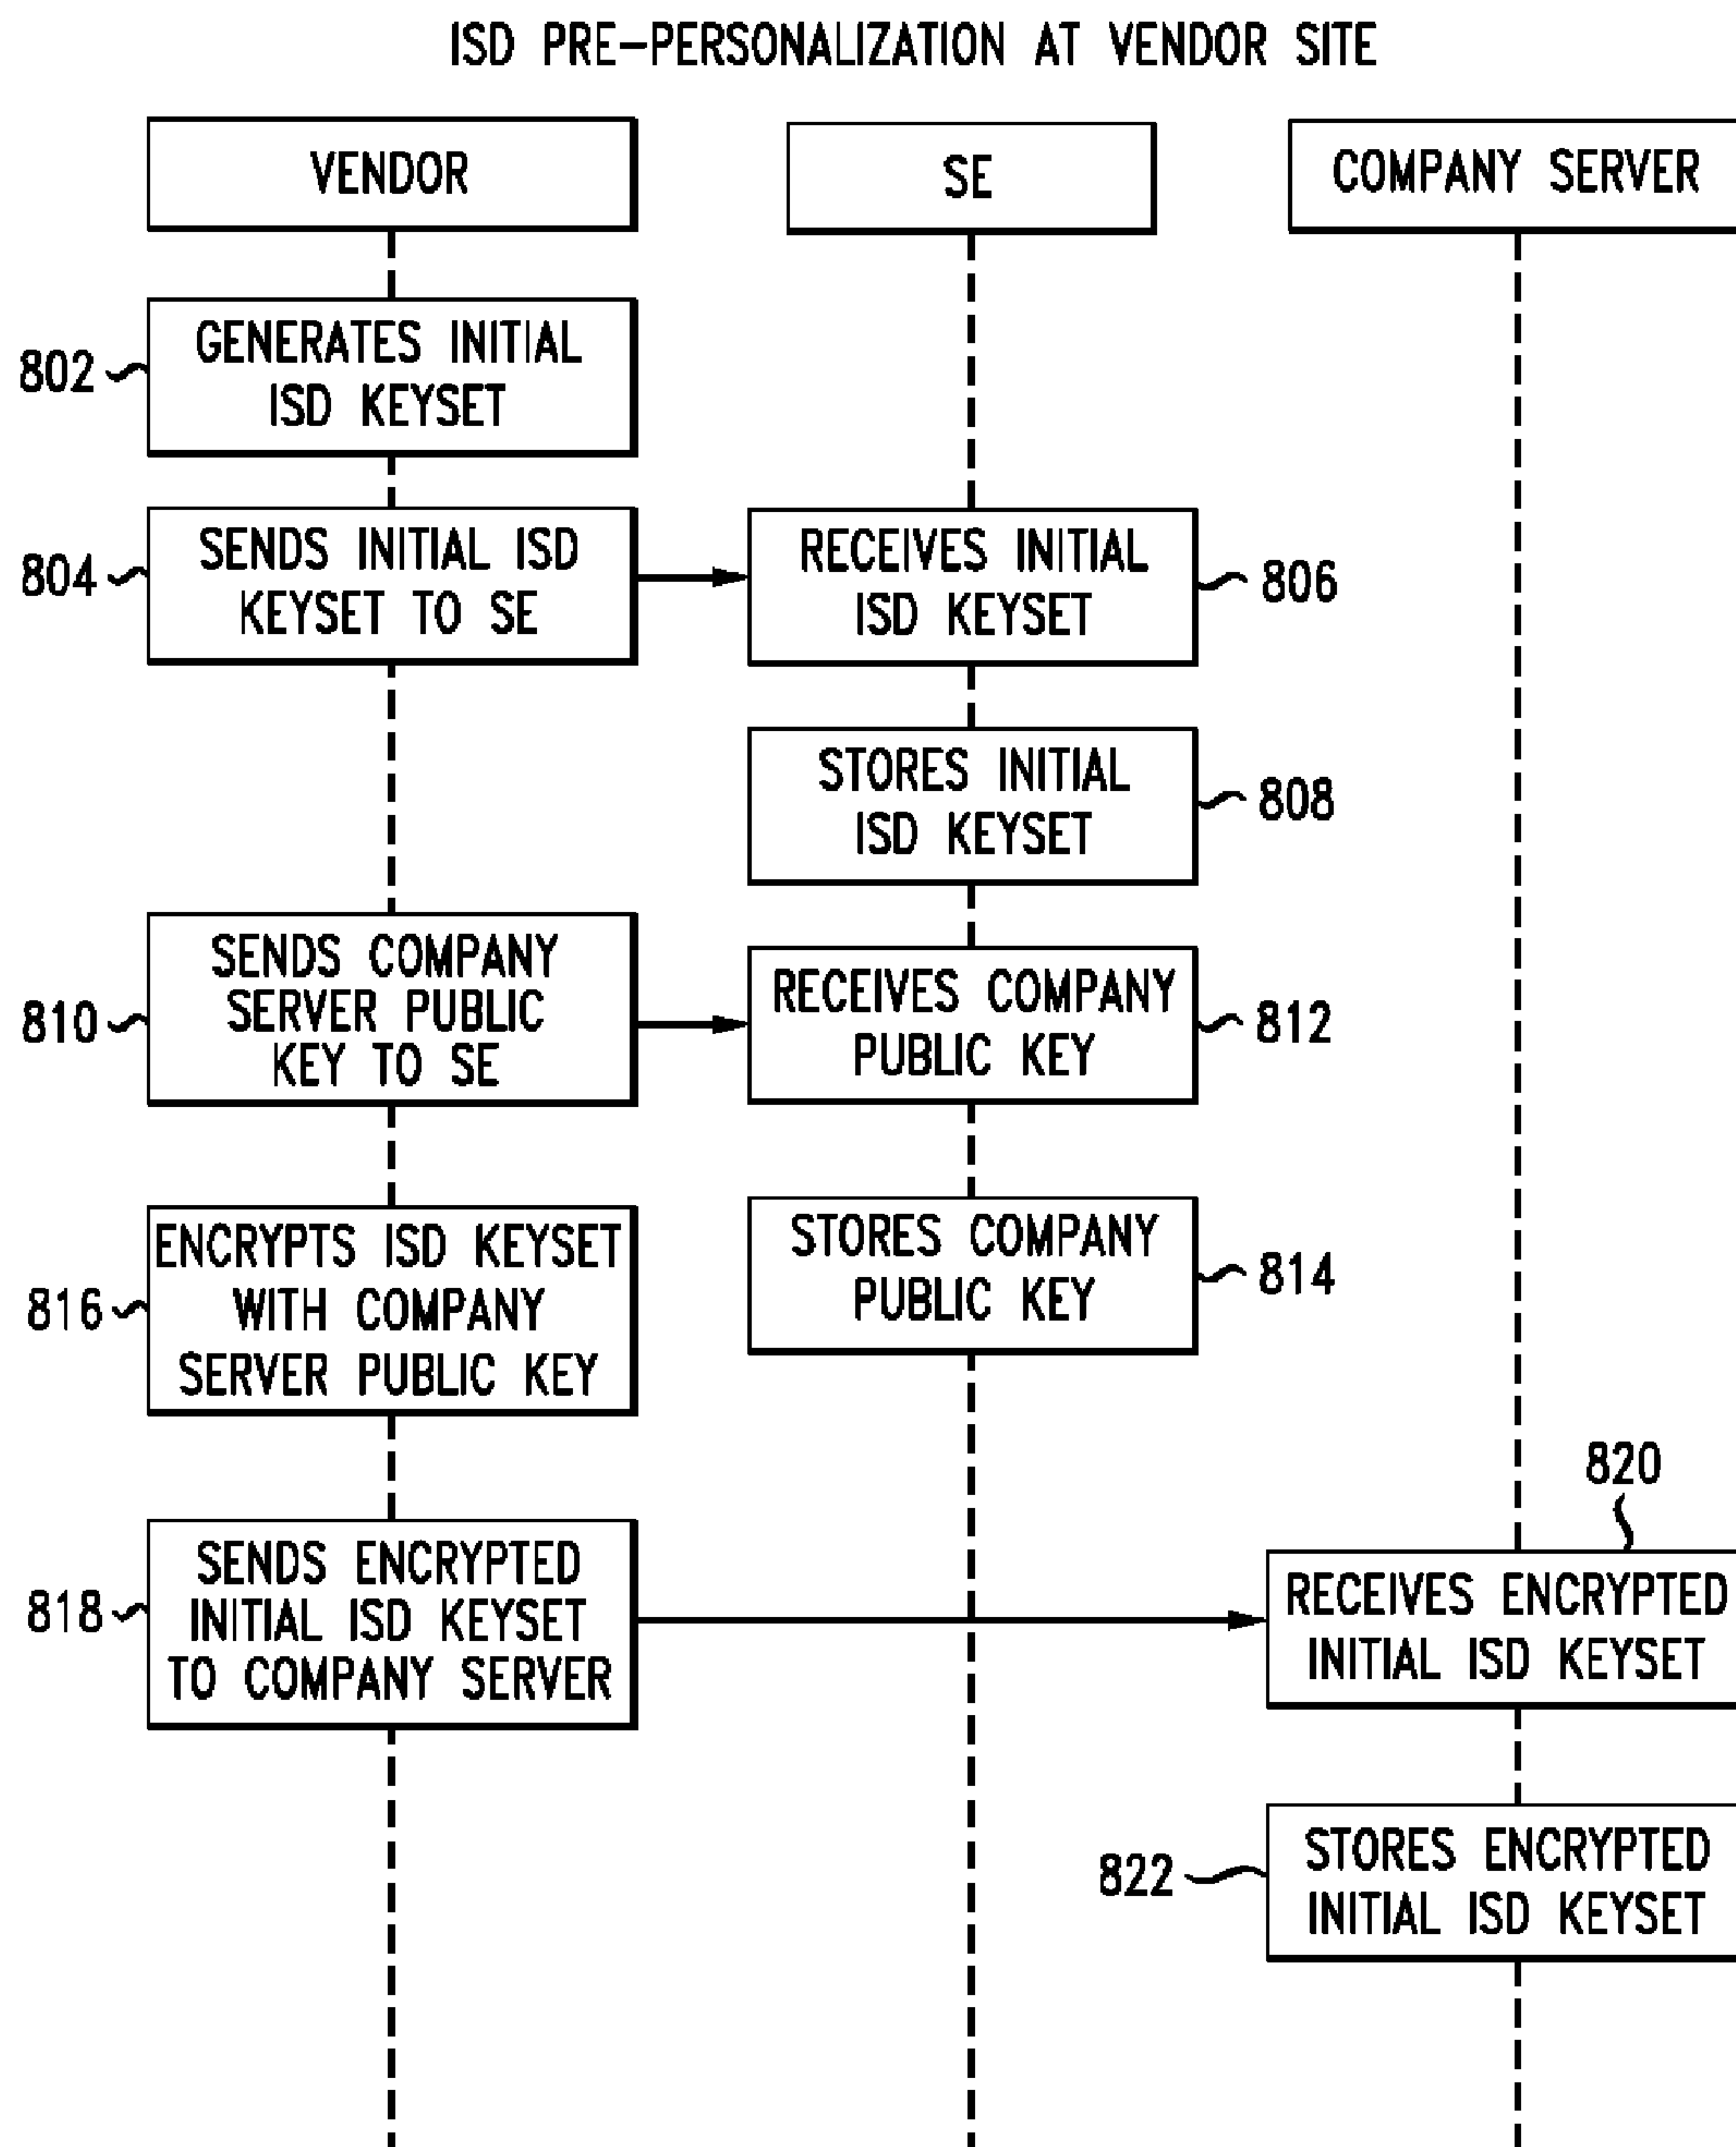 ISD PRE-PERSONALIZATION AT VENDOR SITE
VENDOR
SE
COMPANY SERVER
802
GENERATES INITIAL
ISD KEYSET
804
SENDS INITIAL ISD
KEYSET TO SE
RECEIVES INITIAL
ISD KEYSET
806
STORES INITIAL
ISD KEYSET
808
810
SENDS COMPANY
SERVER PUBLIC
KEY TO SE
RECEIVES COMPANY
PUBLIC KEY
812
STORES COMPANY
PUBLIC KEY
814
816
ENCRYPTS ISD KEYSET
WITH COMPANY
SERVER PUBLIC KEY
818
SENDS ENCRYPTED
INITIAL ISD KEYSET
TO COMPANY SERVER
820
RECEIVES ENCRYPTED
INITIAL ISD KEYSET
822
STORES ENCRYPTED
INITIAL ISD KEYSET